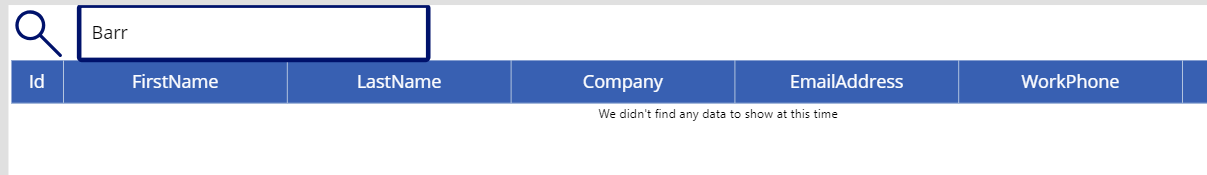 Barr
Id FirstName LastName Company EmailAddress WorkPhone
We didn't find any data to show at this time